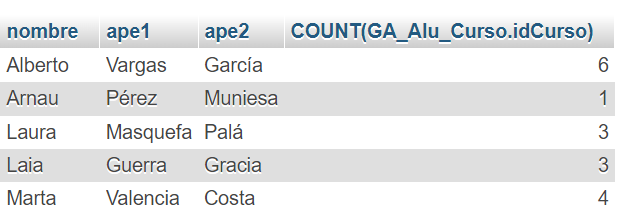 nombre ape1 ape2 COUNT(GA_Alu_Curso.idCurso)
Alberto Vargas García 6
Arnau Pérez Muniesa 1
Laura Masquefa Palá 3
Laia Guerra Gracia 3
Marta Valencia Costa 4